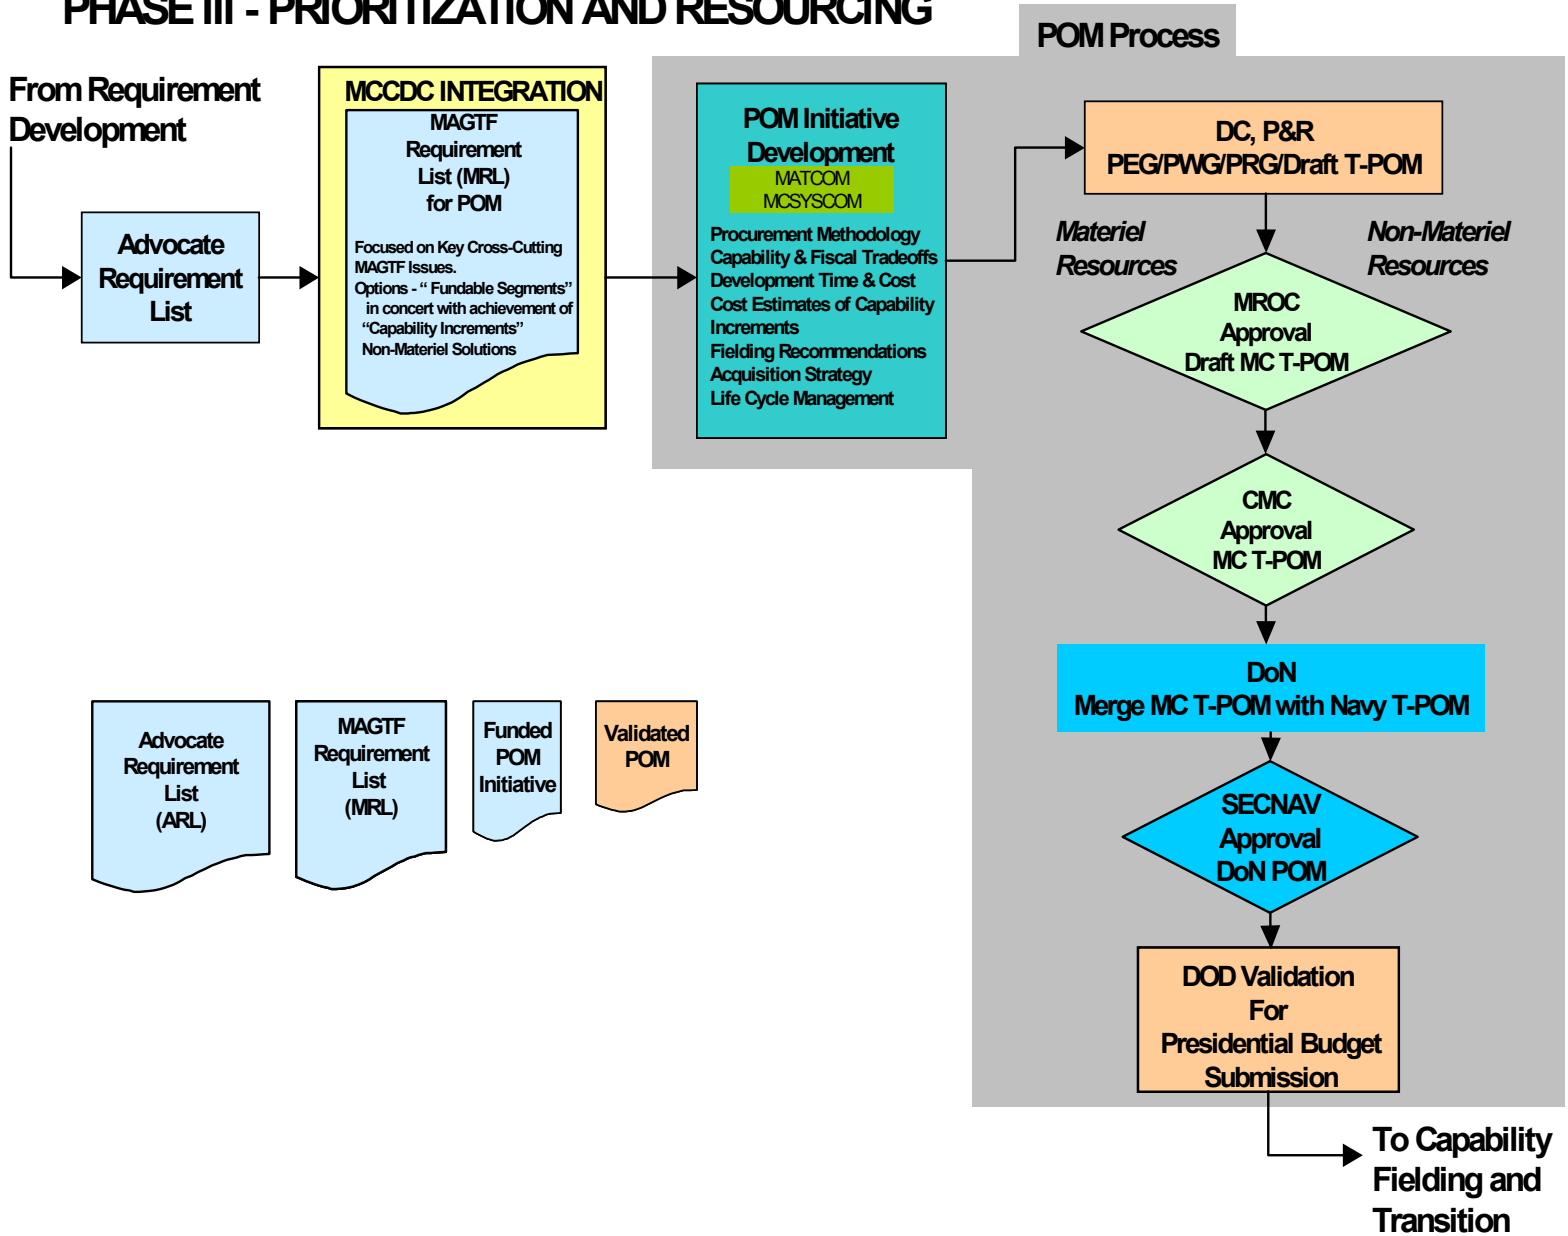 PHASE III - PRIORITIZATION AND RESOURCING
POM Process
From Requirement
Development
Advocate
Requirement
List
MCCDC INTEGRATION
MAGTF
Requirement
List (MRL)
for POM
Focused on Key Cross-Cutting
MAGTF Issues.
Options - “ Fundable Segments”
in concert with achievement of
“Capability Increments”
Non-Materiel Solutions
POM Initiative
Development
MATCOM
MCSYSCOM
Procurement Methodology
Capability & Fiscal Tradeoffs
Development Time & Cost
Cost Estimates of Capability
Increments
Fielding Recommendations
Acquisition Strategy
Life Cycle Management
DC, P&R
PEG/PWG/PRG/Draft T-POM
Materiel
Resources
Non-Materiel
Resources
MROC
Approval
Draft MC T-POM
CMC
Approval
MC T-POM
DoN
Merge MC T-POM with Navy T-POM
SECNAV
Approval
DoN POM
DOD Validation
For
Presidential Budget
Submission
To Capability
Fielding and
Transition
Advocate
Requirement
List
(ARL)
MAGTF
Requirement
List
(MRL)
Funded
POM
Initiative
Validated
POM